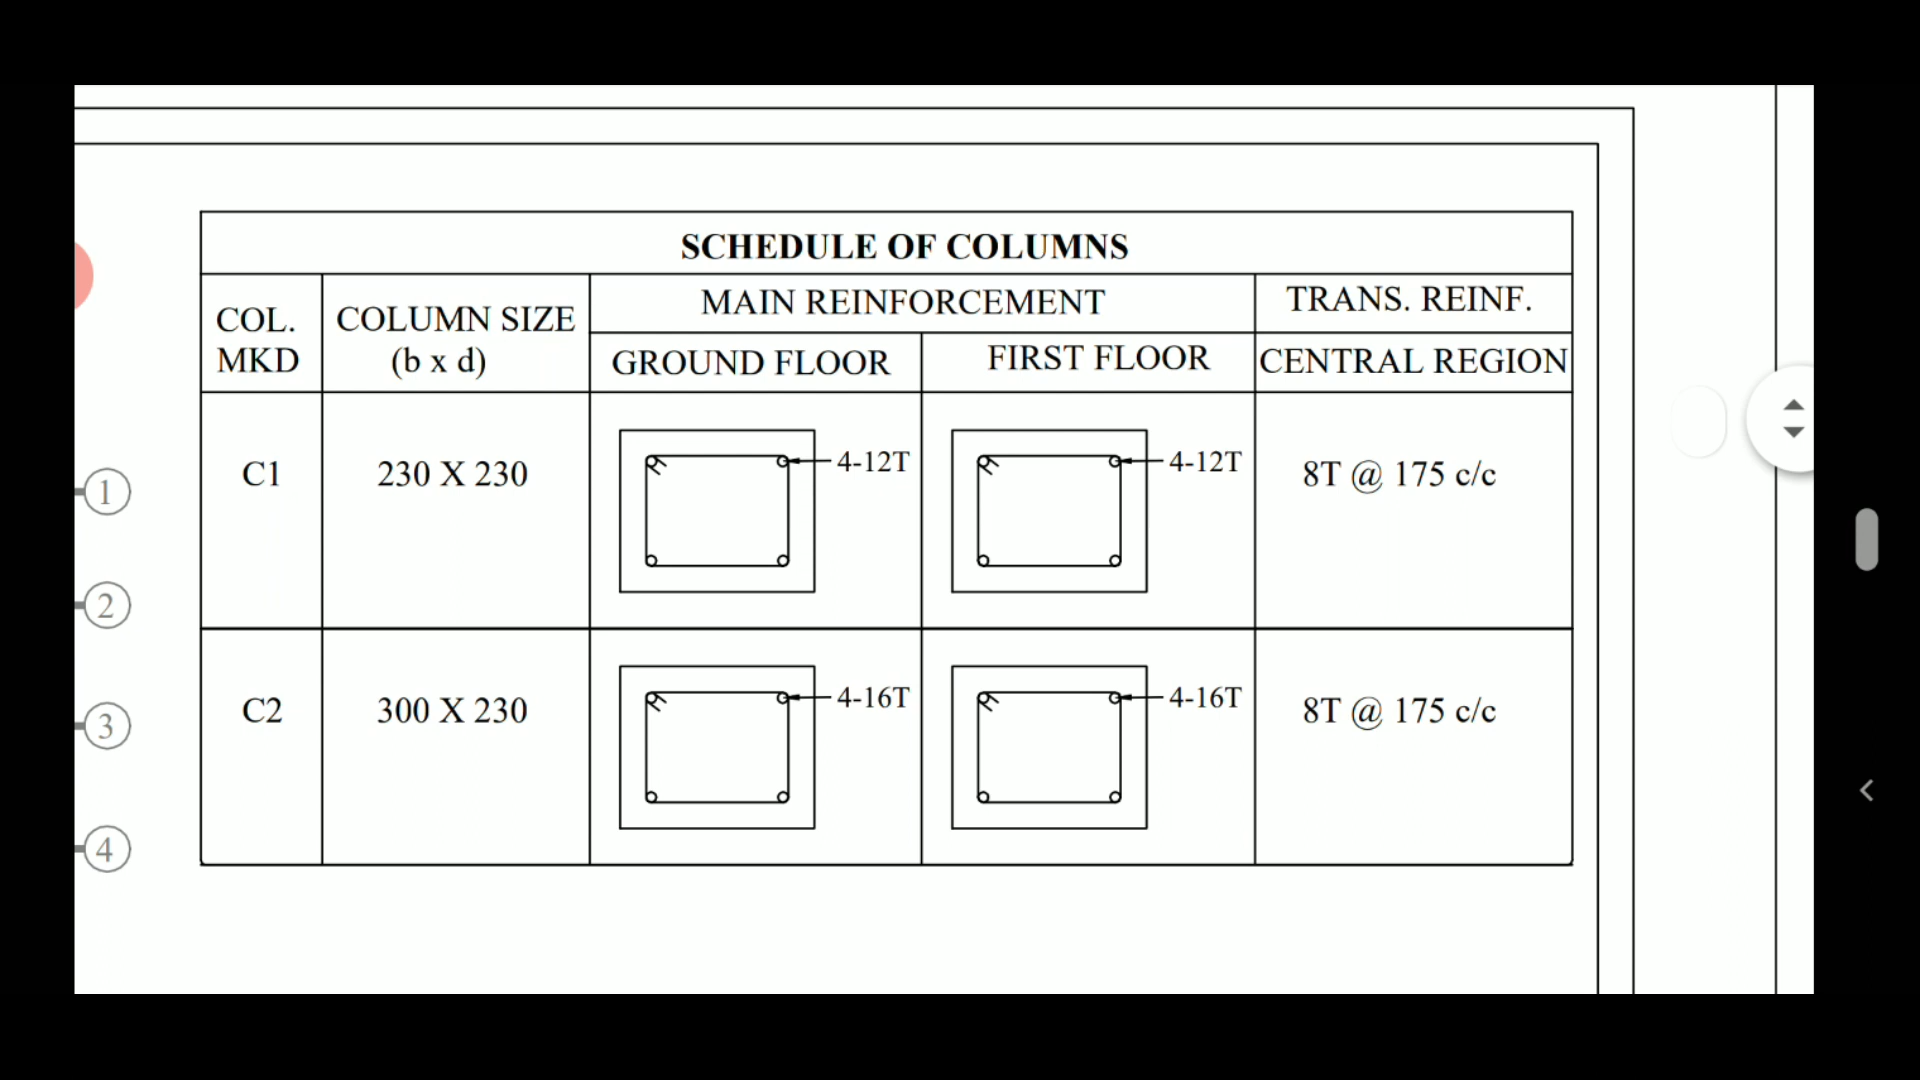 SCHEDULE OF COLUMNS
COL. MKD
COLUMN SIZE (b x d)
MAIN REINFORCEMENT
TRANS. REINF.
GROUND FLOOR
FIRST FLOOR
CENTRAL REGION
C1
230 X 230
4-12T
4-12T
8T @ 175 c/c
C2
300 X 230
4-16T
4-16T
8T @ 175 c/c
1
2
3
4